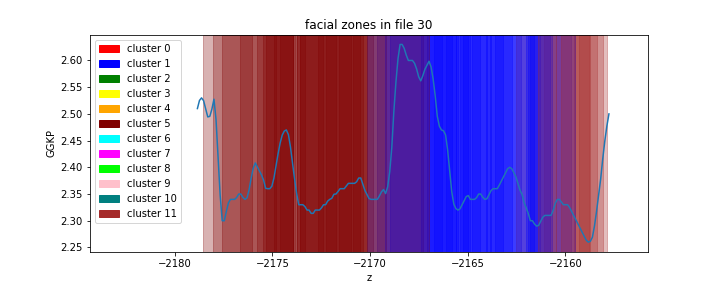 facial zones in file 30
GGKP
2.60
2.55
2.50
2.45
2.40
2.35
2.30
2.25
cluster 0
cluster 1
cluster 2
cluster 3
cluster 4
cluster 5
cluster 6
cluster 7
cluster 8
cluster 9
cluster 10
cluster 11
−2180 −2175 −2170 −2165 −2160
z